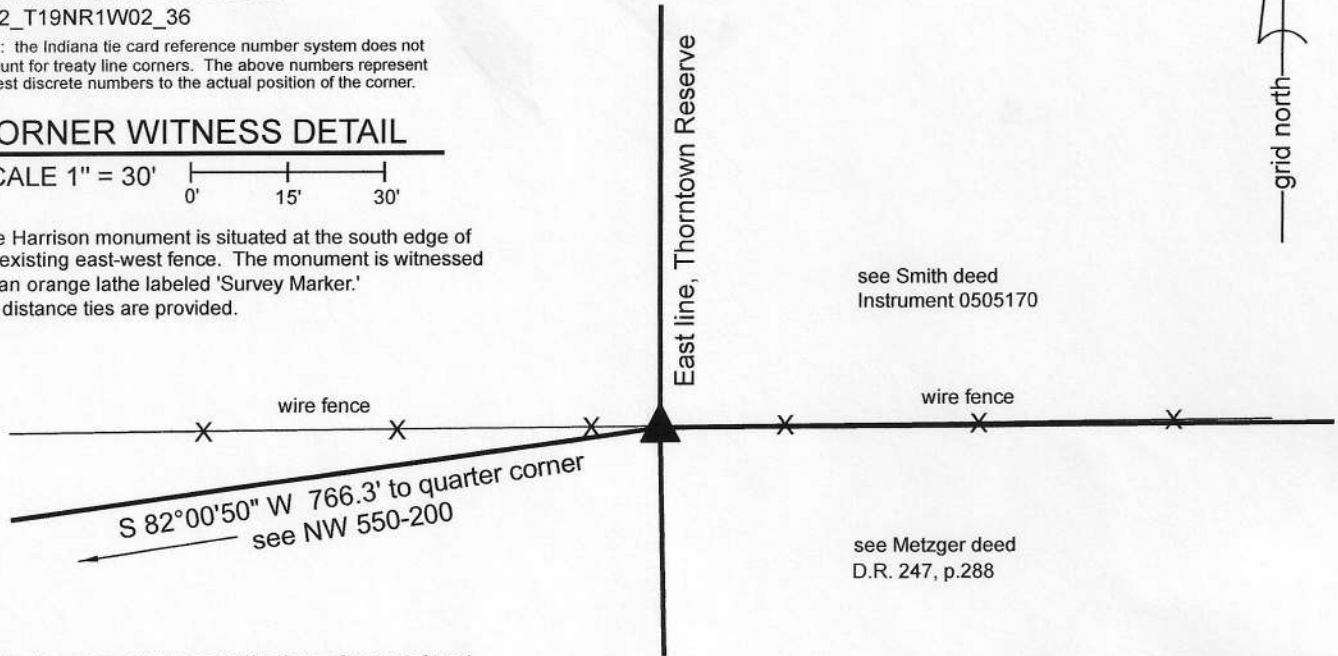 2_T19NR1W02_36
: the Indiana tie card reference number system does not
unt for treaty line corners. The above numbers represent
est discrete numbers to the actual position of the corner.
ORNER WITNESS DETAIL
CALE 1" = 30'
0' 15' 30'
e Harrison monument is situated at the south edge of
existing east-west fence. The monument is witnessed
an orange lathe labeled 'Survey Marker.'
distance ties are provided.
East line, Thorntown Reserve
grid north
see Smith deed
Instrument 0505170
wire fence
wire fence
S 82°00'50" W 766.3' to quarter corner
see NW 550-200
see Metzger deed
D.R. 247, p.288